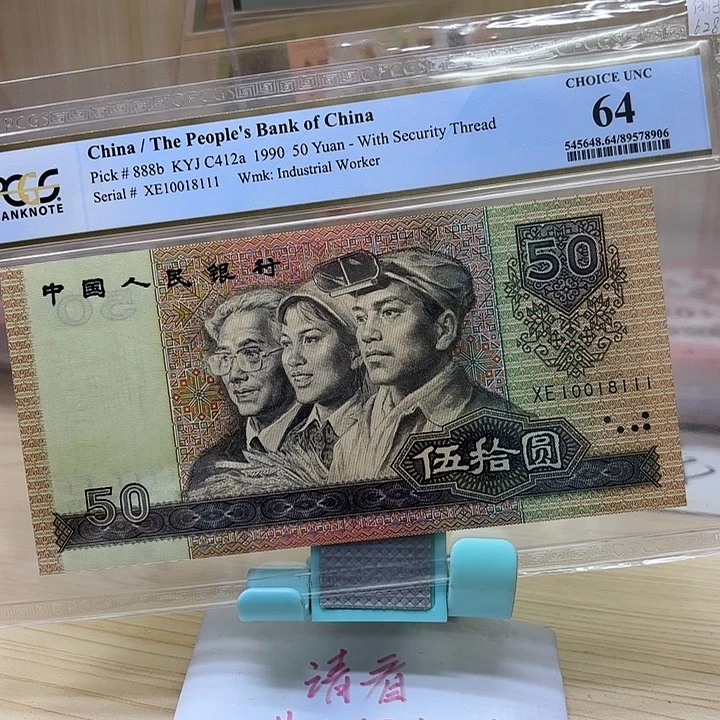 CHOICE UNC
64
545648.64/89578906
China / The People's Bank of China
Pick # 888b KYJ C412a 1990 50 Yuan - With Security Thread
Serial # XE10018111 Wmk: Industrial Worker
PCGS
BANKNOTE
中国人民银行
50
XE10018111
伍拾圆
50
请看